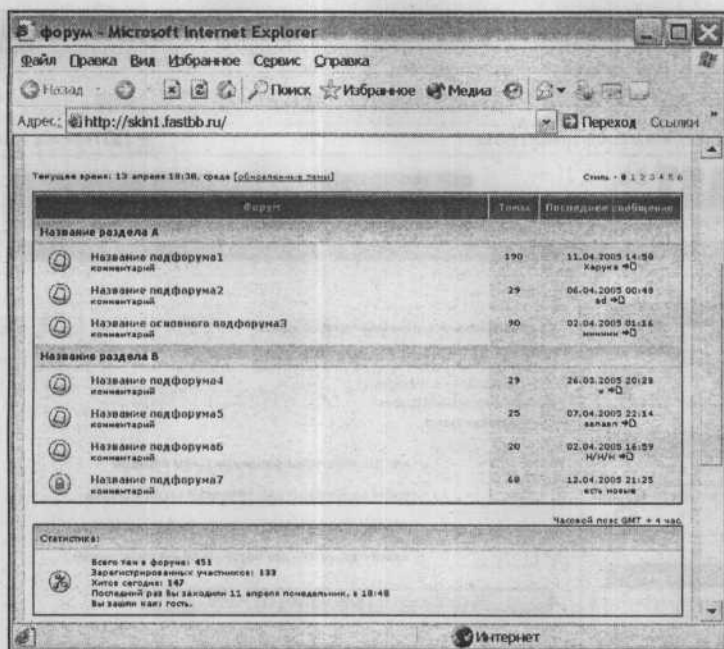 форум - Microsoft Internet Explorer
Файл Правка Вид Избранное Сервис Справка
Назад Поиск Избранное Медиа
Адрес: http://skin1.fastbb.ru/ Переход Ссылки
Текущее время: 13 апреля 18:38, среда [обновленные темы] Стиль - 0 1 2 3 4 5 6
Форум Темы Последнее сообщение
Название раздела А
Название подфорума1 190 11.04.2005 14:58
комментарий Харука
Название подфорума2 29 06.04.2005 00:48
комментарий sd
Название основного подфорума3 90 02.04.2005 01:16
комментарий
Название раздела В
Название подфорума4 29 26.03.2005 20:28
комментарий
Название подфорума5 25 07.04.2005 22:14
комментарий
Название подфорума6 20 02.04.2005 16:59
комментарий Н/Н/Н
Название подфорума7 68 12.04.2005 21:25
комментарий есть новые
Часовой пояс GMT + 4 час.
Статистика:
Всего тем в форуме: 451
Зарегистрированных участников: 133
Хитов сегодня: 147
Последний раз Вы заходили 11 апреля понедельник, в 18:48
Вы зашли как: гость.
Интернет